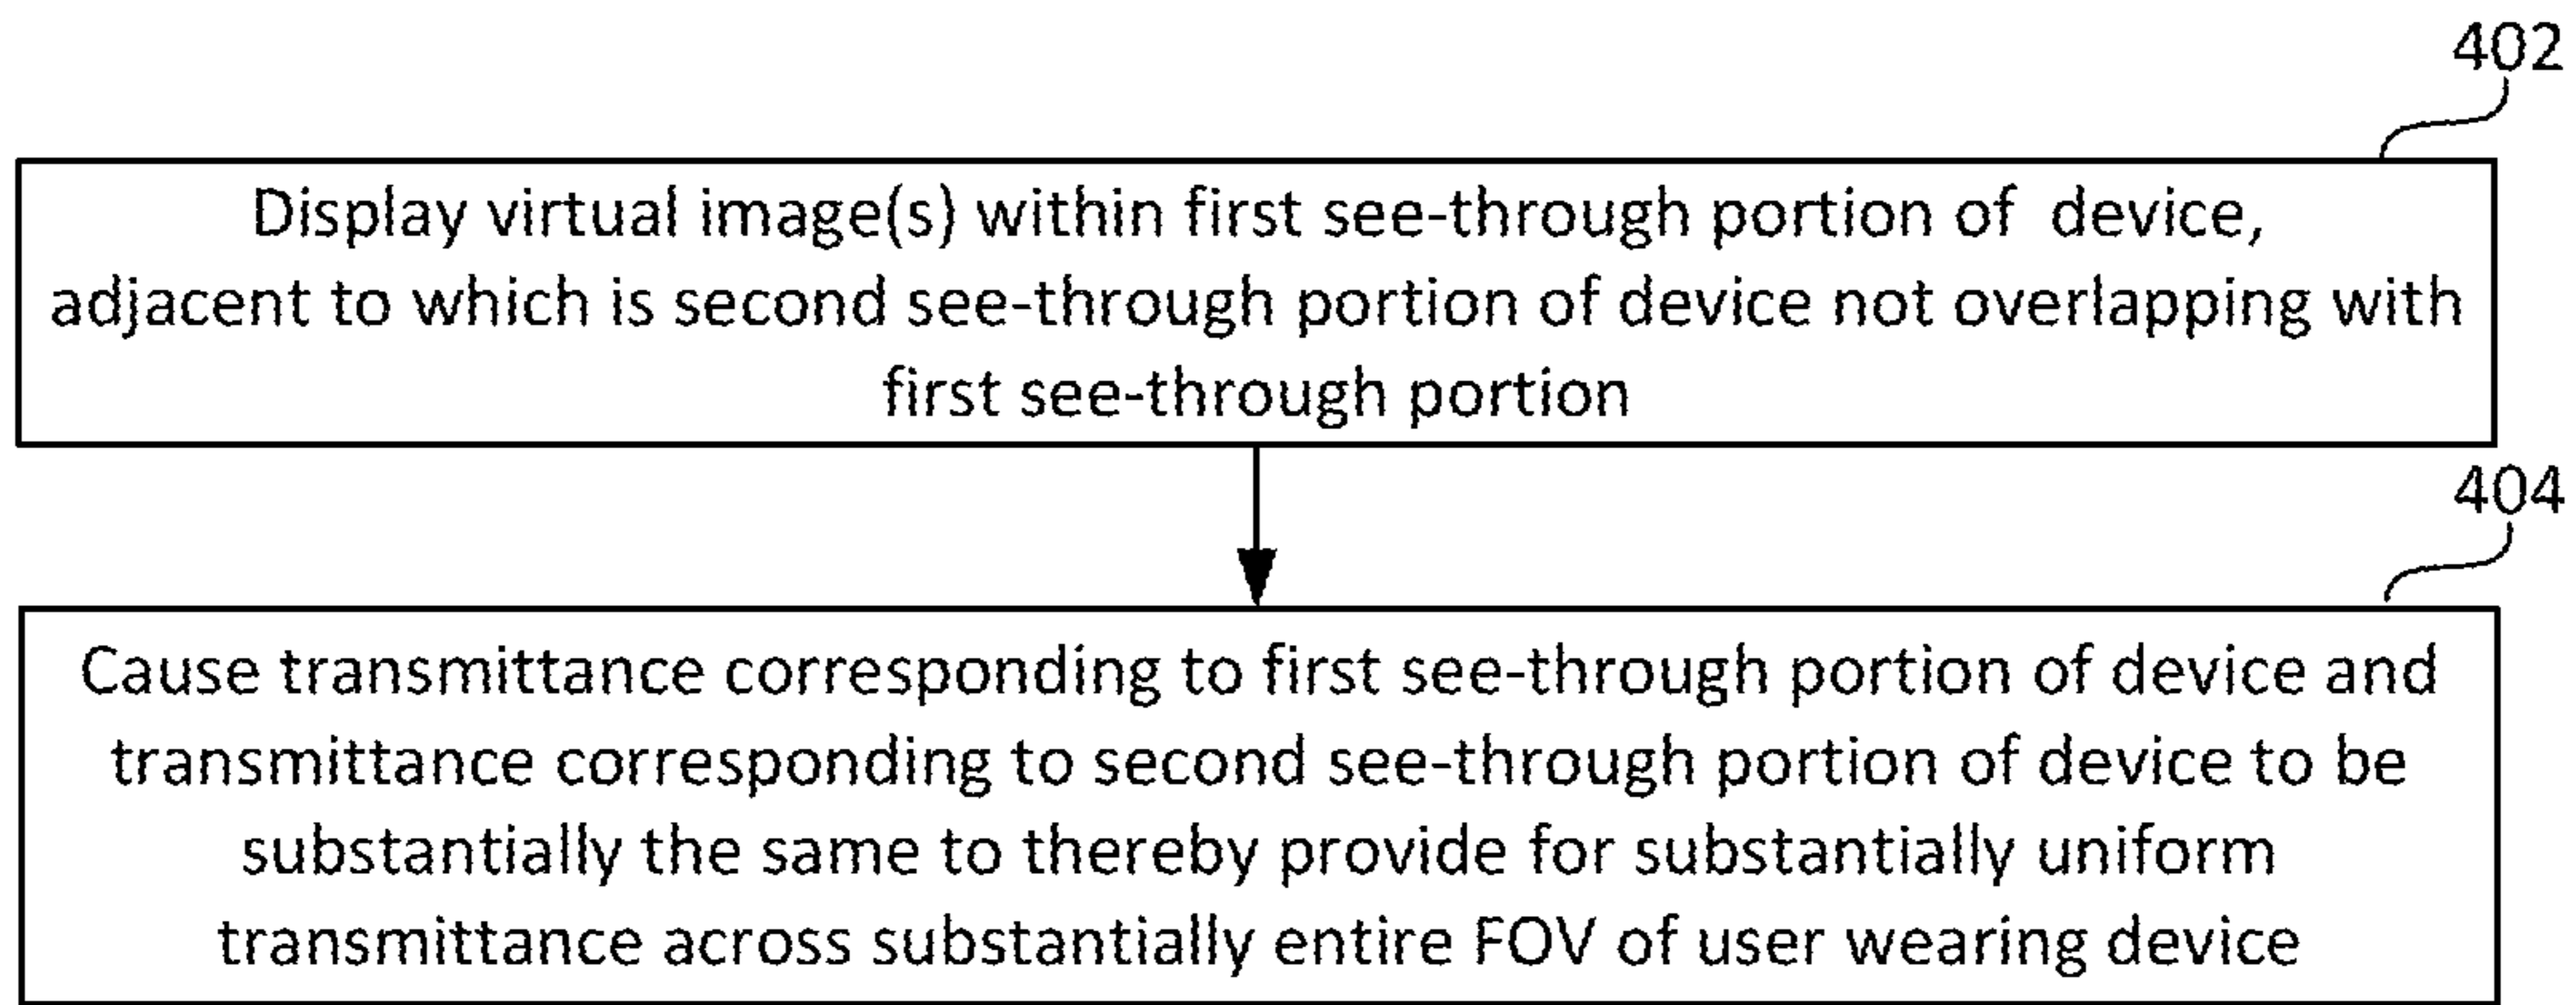 402
Display virtual image(s) within first see-through portion of device,
adjacent to which is second see-through portion of device not overlapping with
first see-through portion
404
Cause transmittance corresponding to first see-through portion of device and
transmittance corresponding to second see-through portion of device to be
substantially the same to thereby provide for substantially uniform
transmittance across substantially entire FOV of user wearing device